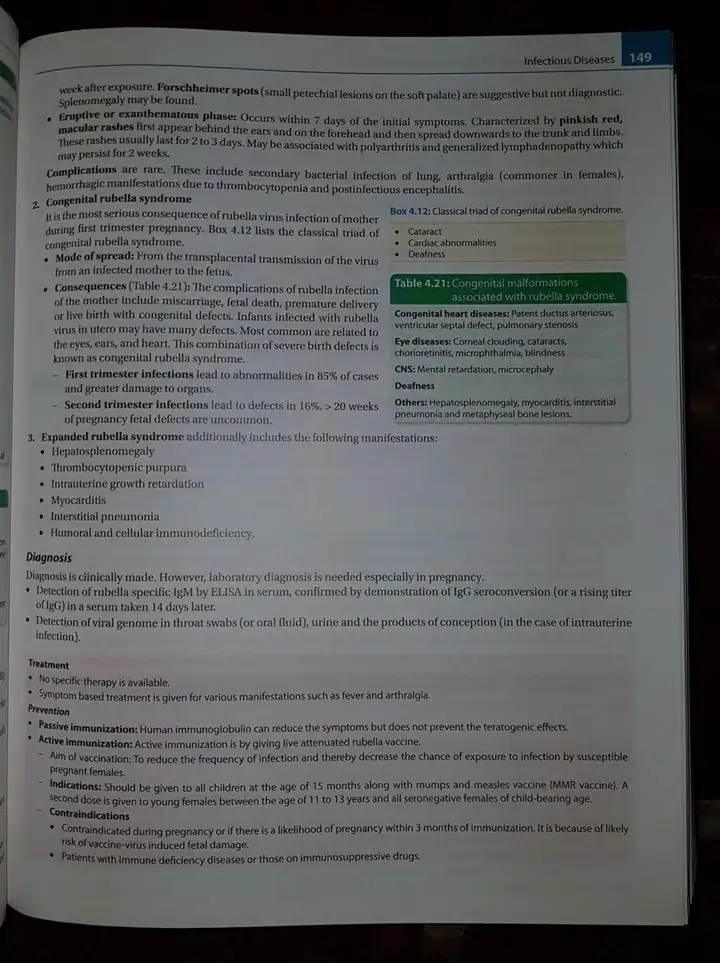 Infectious Diseases 149
week after exposure. Forschheimer spots (small petechial lesions on the soft palate) are suggestive but not diagnostic.
Splenomegaly may be found.
• Eruptive or exanthematous phase: Occurs within 7 days of the initial symptoms. Characterized by pinkish red,
macular rashes first appear behind the ears and on the forehead and then spread downwards to the trunk and limbs.
These rashes usually last for 2 to 3 days. May be associated with polyarthritis and generalized lymphadenopathy which
may persist for 2 weeks.
Complications are rare. These include secondary bacterial infection of lung, arthralgia (commoner in females),
hemorrhagic manifestations due to thrombocytopenia and postinfectious encephalitis.
2. Congenital rubella syndrome
It is the most serious consequence of rubella virus infection of mother
during first trimester pregnancy. Box 4.12 lists the classical triad of
congenital rubella syndrome.
• Mode of spread: From the transplacental transmission of the virus
from an infected mother to the fetus.
• Consequences (Table 4.21): The complications of rubella infection
of the mother include miscarriage, fetal death, premature delivery
or live birth with congenital defects. Infants infected with rubella
virus in utero may have many defects. Most common are related to
the eyes, ears, and heart. This combination of severe birth defects is
known as congenital rubella syndrome.
– First trimester infections lead to abnormalities in 85% of cases
and greater damage to organs.
– Second trimester infections lead to defects in 16%. > 20 weeks
of pregnancy fetal defects are uncommon.
Box 4.12: Classical triad of congenital rubella syndrome.
• Cataract
• Cardiac abnormalities
• Deafness
Table 4.21: Congenital malformations
associated with rubella syndrome.
Congenital heart diseases: Patent ductus arteriosus,
ventricular septal defect, pulmonary stenosis
Eye diseases: Corneal clouding, cataracts,
chorioretinitis, microphthalmia, blindness
CNS: Mental retardation, microcephaly
Deafness
Others: Hepatosplenomegaly, myocarditis, interstitial
pneumonia and metaphyseal bone lesions.
3. Expanded rubella syndrome additionally includes the following manifestations:
• Hepatosplenomegaly
• Thrombocytopenic purpura
• Intrauterine growth retardation
• Myocarditis
• Interstitial pneumonia
• Humoral and cellular immunodeficiency.
Diagnosis
Diagnosis is clinically made. However, laboratory diagnosis is needed especially in pregnancy.
• Detection of rubella specific IgM by ELISA in serum, confirmed by demonstration of IgG seroconversion (or a rising titer
of IgG) in a serum taken 14 days later.
• Detection of viral genome in throat swabs (or oral fluid), urine and the products of conception (in the case of intrauterine
infection).
Treatment
• No specific therapy is available.
• Symptom based treatment is given for various manifestations such as fever and arthralgia.
Prevention
• Passive immunization: Human immunoglobulin can reduce the symptoms but does not prevent the teratogenic effects.
• Active immunization: Active immunization is by giving live attenuated rubella vaccine.
– Aim of vaccination: To reduce the frequency of infection and thereby decrease the chance of exposure to infection by susceptible
pregnant females.
– Indications: Should be given to all children at the age of 15 months along with mumps and measles vaccine (MMR vaccine). A
second dose is given to young females between the age of 11 to 13 years and all seronegative females of child-bearing age.
– Contraindications
• Contraindicated during pregnancy or if there is a likelihood of pregnancy within 3 months of immunization. It is because of likely
risk of vaccine-virus induced fetal damage.
• Patients with immune deficiency diseases or those on immunosuppressive drugs.